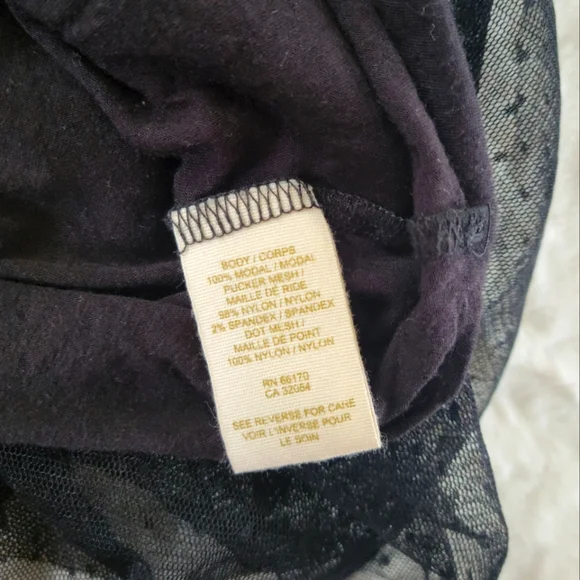 BODY / CORPS
100% MODAL / MODAL
PUCKER MESH /
MAILLE DE RIDE
98% NYLON / NYLON
2% SPANDEX / SPANDEX
DOT MESH /
MAILLE DE POINT
100% NYLON / NYLON
RN 66170
CA 32054
SEE REVERSE FOR CARE
VOIR L'INVERSE POUR
LE SOIN